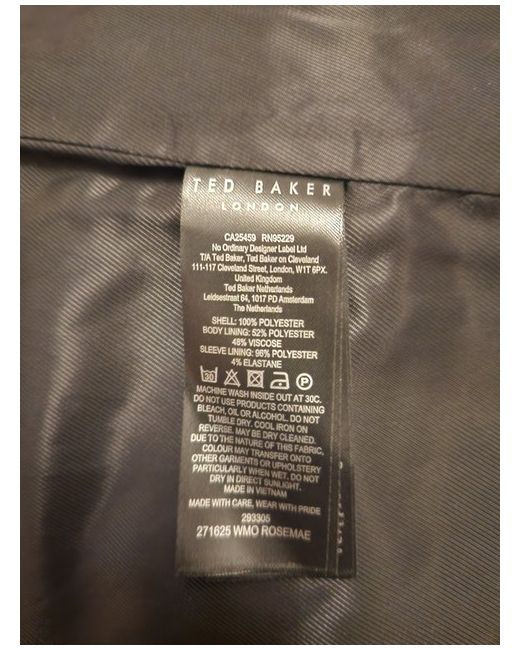 TED BAKER
LONDON
CA25459 RN95229
No Ordinary Designer Label Ltd
T/A Ted Baker, Ted Baker on Cleveland
111-117 Cleveland Street, London, W1T 6PX.
United Kingdom
Ted Baker Netherlands
Leidsestraat 64, 1017 PD Amsterdam
The Netherlands
SHELL: 100% POLYESTER
BODY LINING: 52% POLYESTER
48% VISCOSE
SLEEVE LINING: 96% POLYESTER
4% ELASTANE
30 P
MACHINE WASH INSIDE OUT AT 30C.
DO NOT USE PRODUCTS CONTAINING
BLEACH, OIL OR ALCOHOL. DO NOT
TUMBLE DRY. COOL IRON ON
REVERSE. MAY BE DRY CLEANED.
DUE TO THE NATURE OF THIS FABRIC,
COLOUR MAY TRANSFER ONTO
OTHER GARMENTS OR UPHOLSTERY
PARTICULARLY WHEN WET. DO NOT
DRY IN DIRECT SUNLIGHT.
MADE IN VIETNAM
MADE WITH CARE, WEAR WITH PRIDE
293305
271625 WMO ROSEMAE